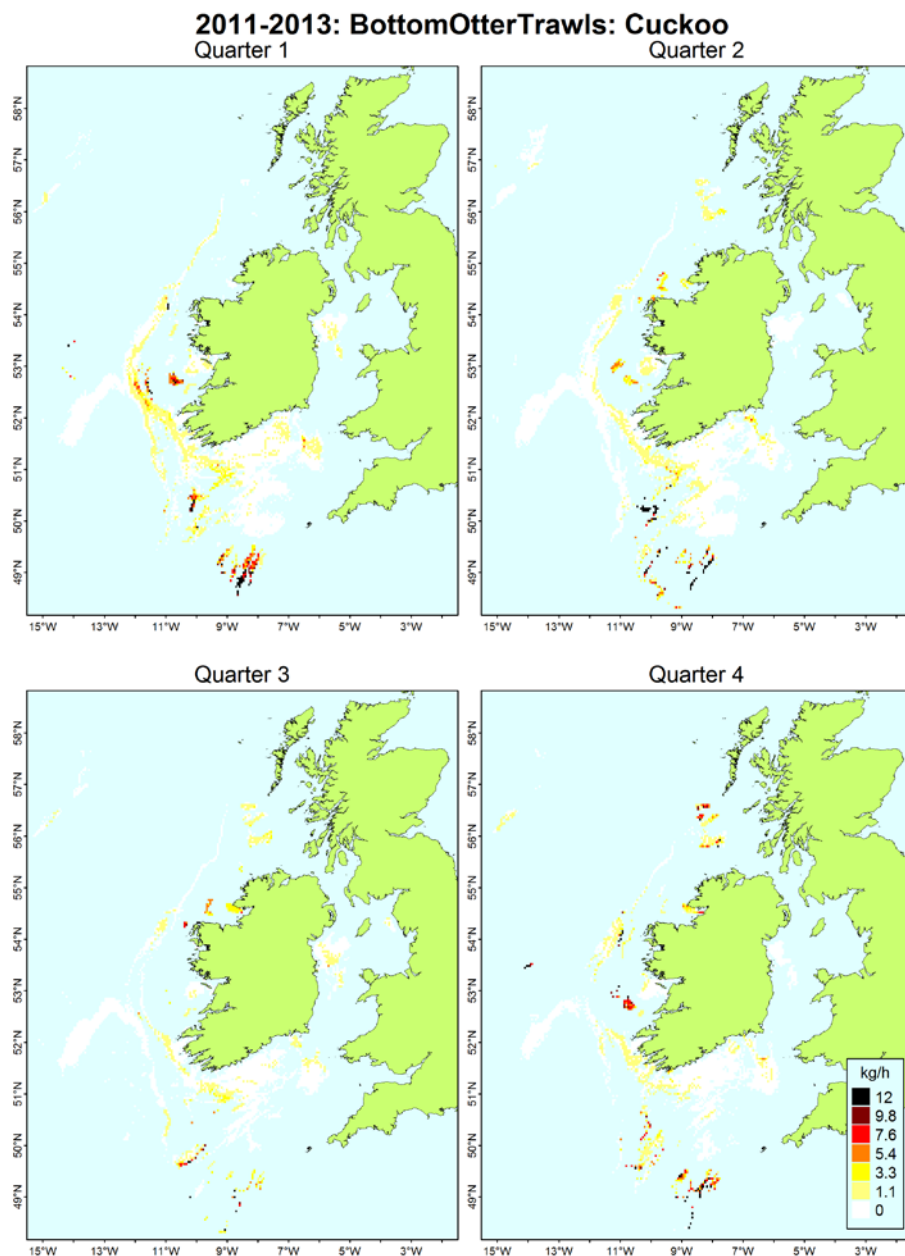 2011-2013: BottomOtterTrawls: Cuckoo
Quarter 1
Quarter 2
58°N
57°N
56°N
55°N
54°N
53°N
52°N
51°N
50°N
49°N
15°W 13°W 11°W 9°W 7°W 5°W 3°W
58°N
57°N
56°N
55°N
54°N
53°N
52°N
51°N
50°N
49°N
15°W 13°W 11°W 9°W 7°W 5°W 3°W
Quarter 3
Quarter 4
58°N
57°N
56°N
55°N
54°N
53°N
52°N
51°N
50°N
49°N
15°W 13°W 11°W 9°W 7°W 5°W 3°W
58°N
57°N
56°N
55°N
54°N
53°N
52°N
51°N
50°N
49°N
15°W 13°W 11°W 9°W 7°W 5°W 3°W
kg/h
12
9.8
7.6
5.4
3.3
1.1
0